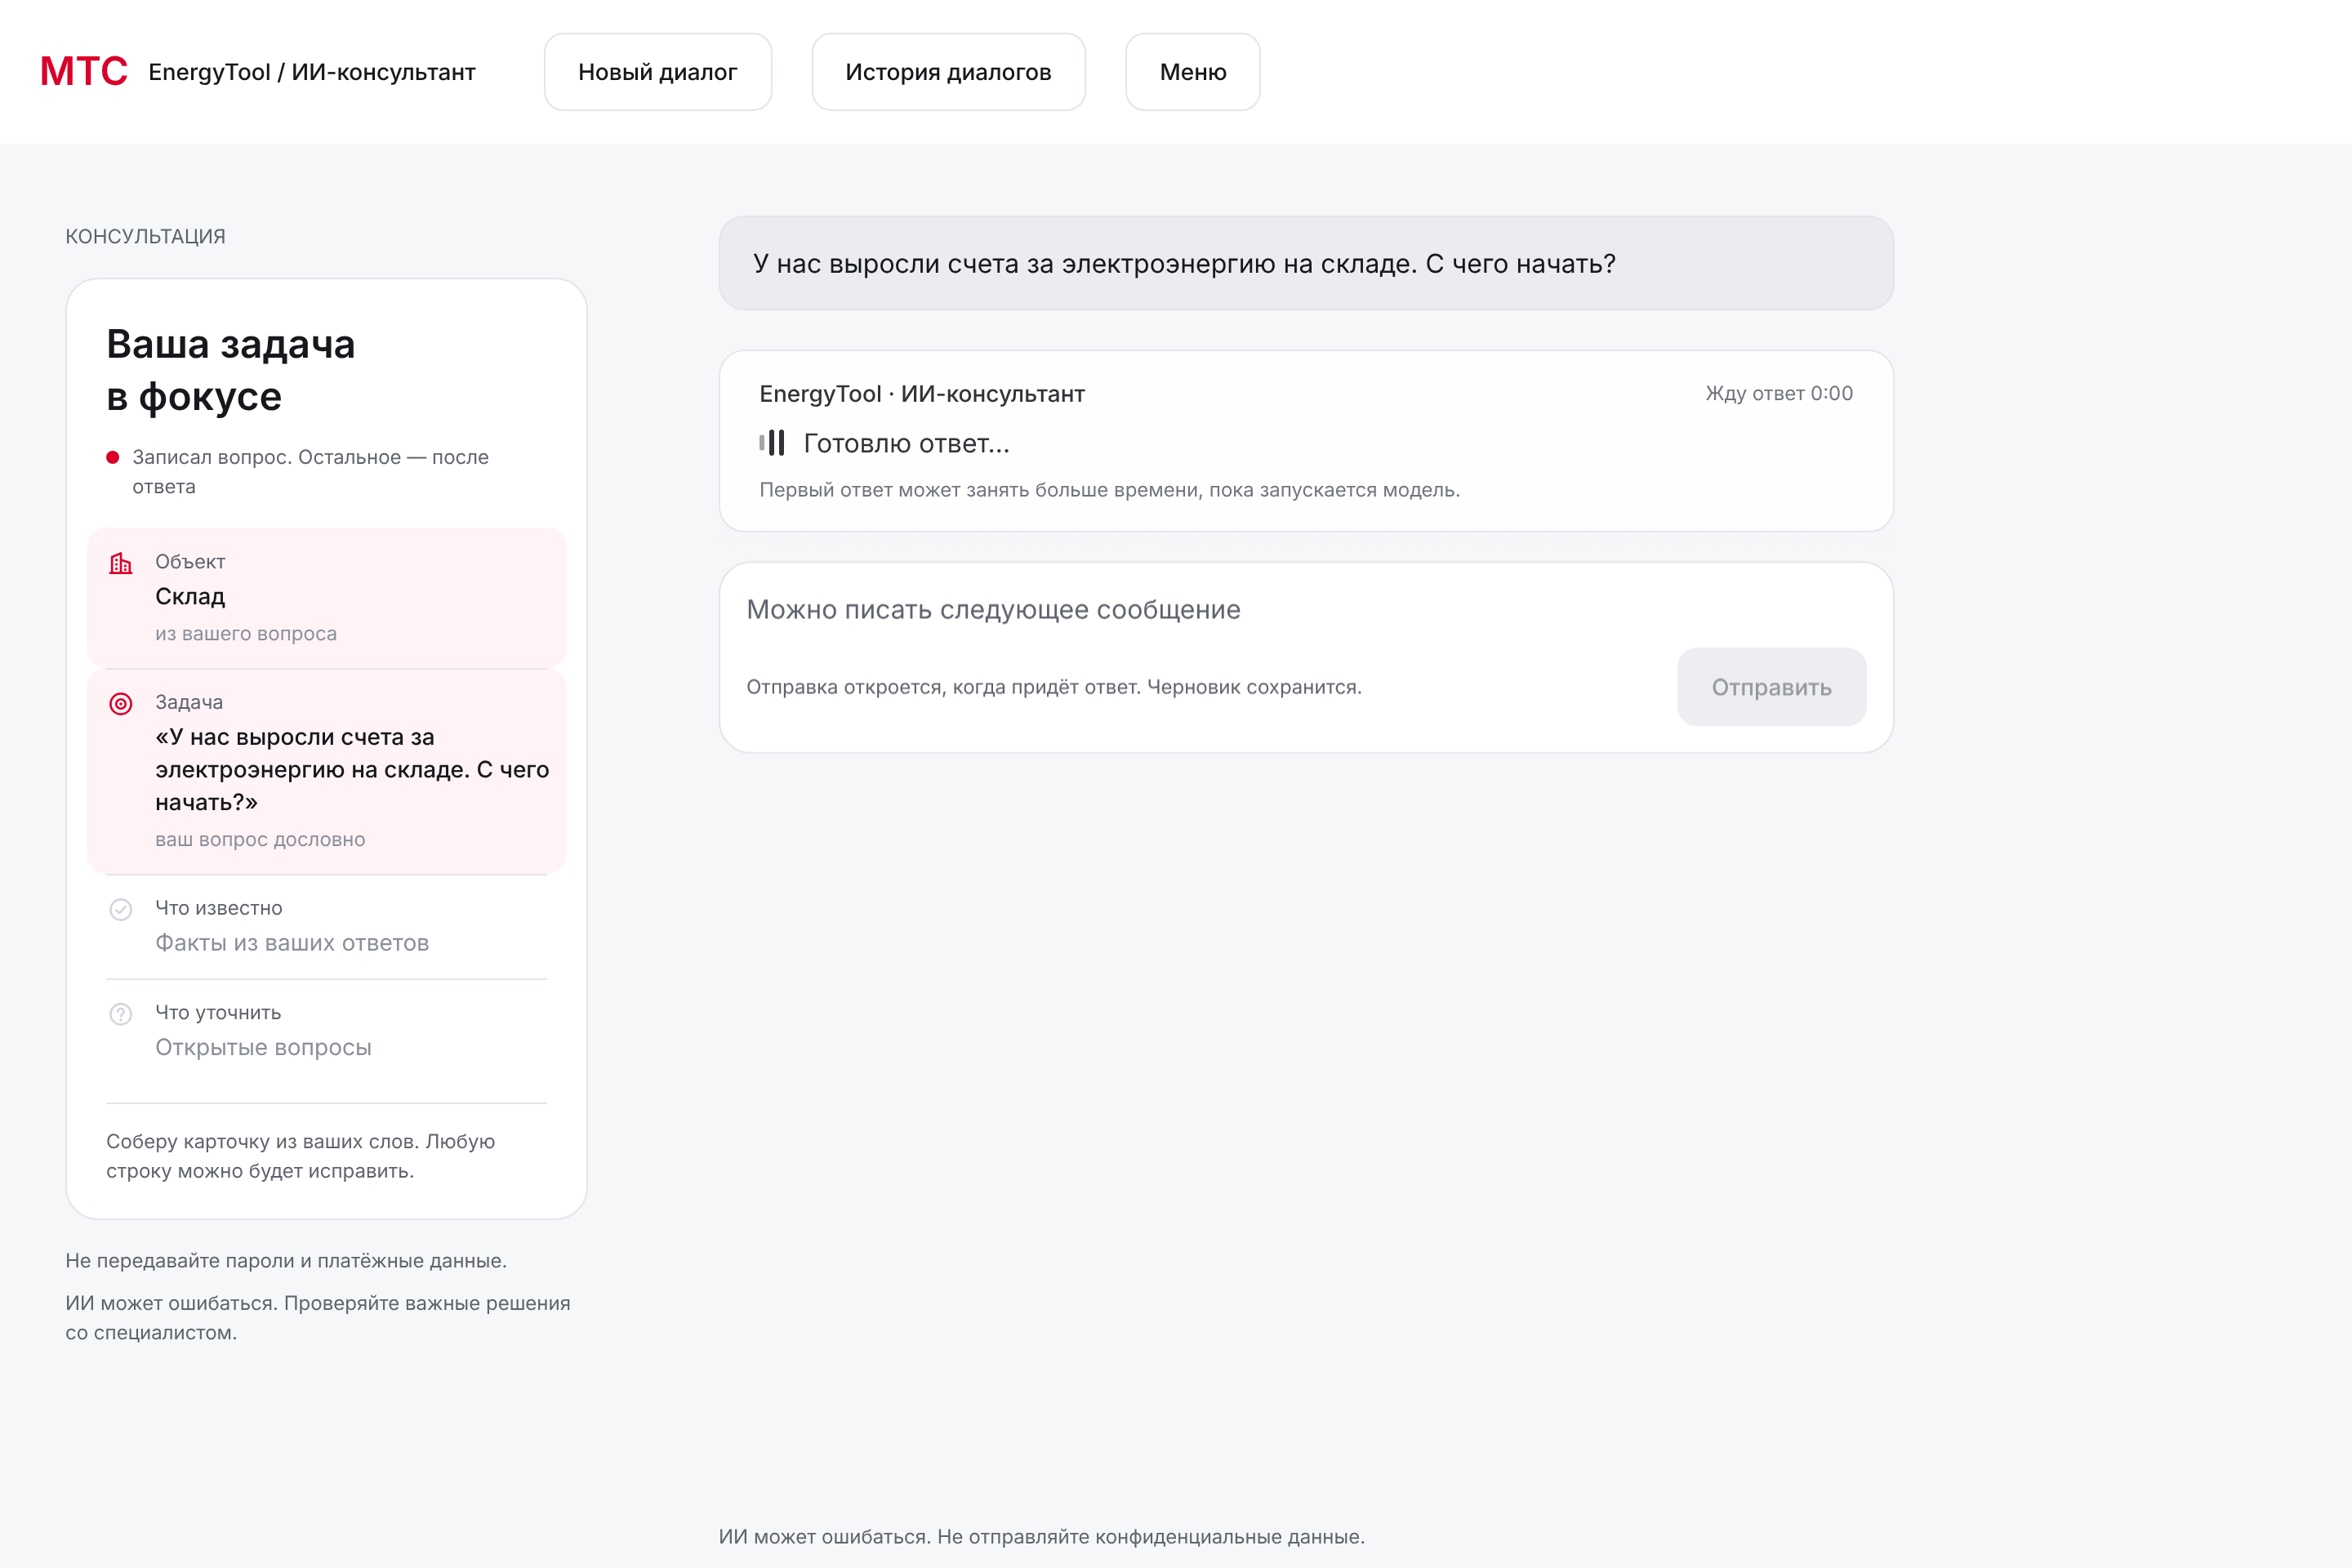 МТС EnergyTool / ИИ-консультант Новый диалог История диалогов Меню
КОНСУЛЬТАЦИЯ
Ваша задача
в фокусе
Записал вопрос. Остальное — после
ответа
Объект
Склад
из вашего вопроса
Задача
«У нас выросли счета за
электроэнергию на складе. С чего
начать?»
ваш вопрос дословно
Что известно
Факты из ваших ответов
Что уточнить
Открытые вопросы
Соберу карточку из ваших слов. Любую
строку можно будет исправить.
Не передавайте пароли и платёжные данные.
ИИ может ошибаться. Проверяйте важные решения
со специалистом.
У нас выросли счета за электроэнергию на складе. С чего начать?
EnergyTool · ИИ-консультант Жду ответ 0:00
Готовлю ответ...
Первый ответ может занять больше времени, пока запускается модель.
Можно писать следующее сообщение
Отправка откроется, когда придёт ответ. Черновик сохранится. Отправить
ИИ может ошибаться. Не отправляйте конфиденциальные данные.